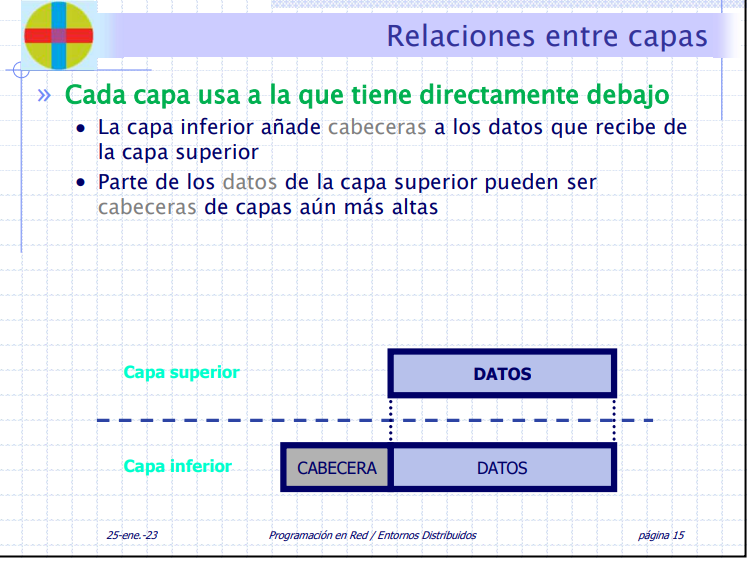 Relaciones entre capas
» Cada capa usa a la que tiene directamente debajo
• La capa inferior añade cabeceras a los datos que recibe de
la capa superior
• Parte de los datos de la capa superior pueden ser
cabeceras de capas aún más altas
Capa superior
DATOS
Capa inferior
CABECERA
DATOS
25-ene.-23
Programación en Red / Entornos Distribuidos
página 15